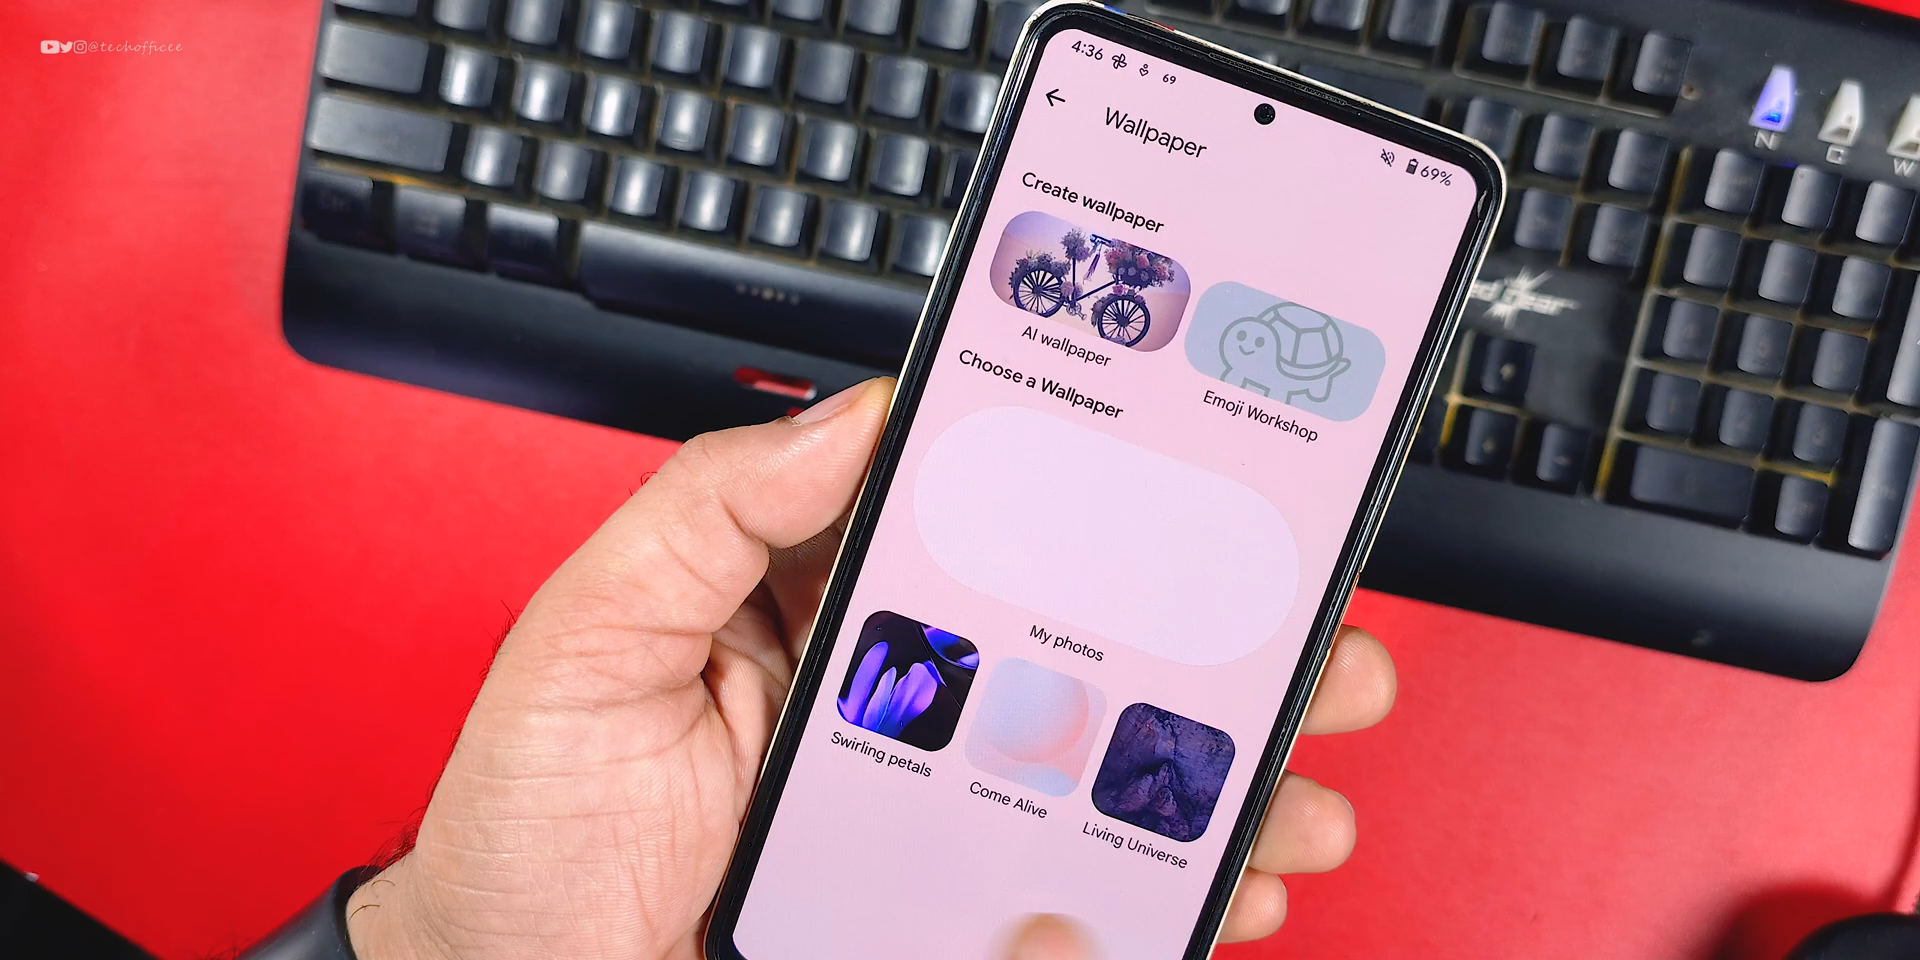 @techofficee
4:36 69
69%
Wallpaper
Create wallpaper
AI wallpaper
Emoji Workshop
Choose a Wallpaper
My photos
Swirling petals
Come Alive
Living Universe
N
C
W